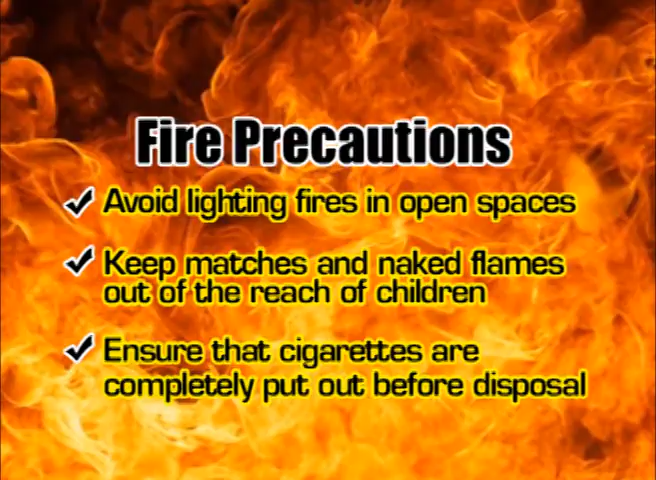 Fire Precautions
Avoid lighting fires in open spaces
Keep matches and naked flames
out of the reach of children
Ensure that cigarettes are
completely put out before disposal